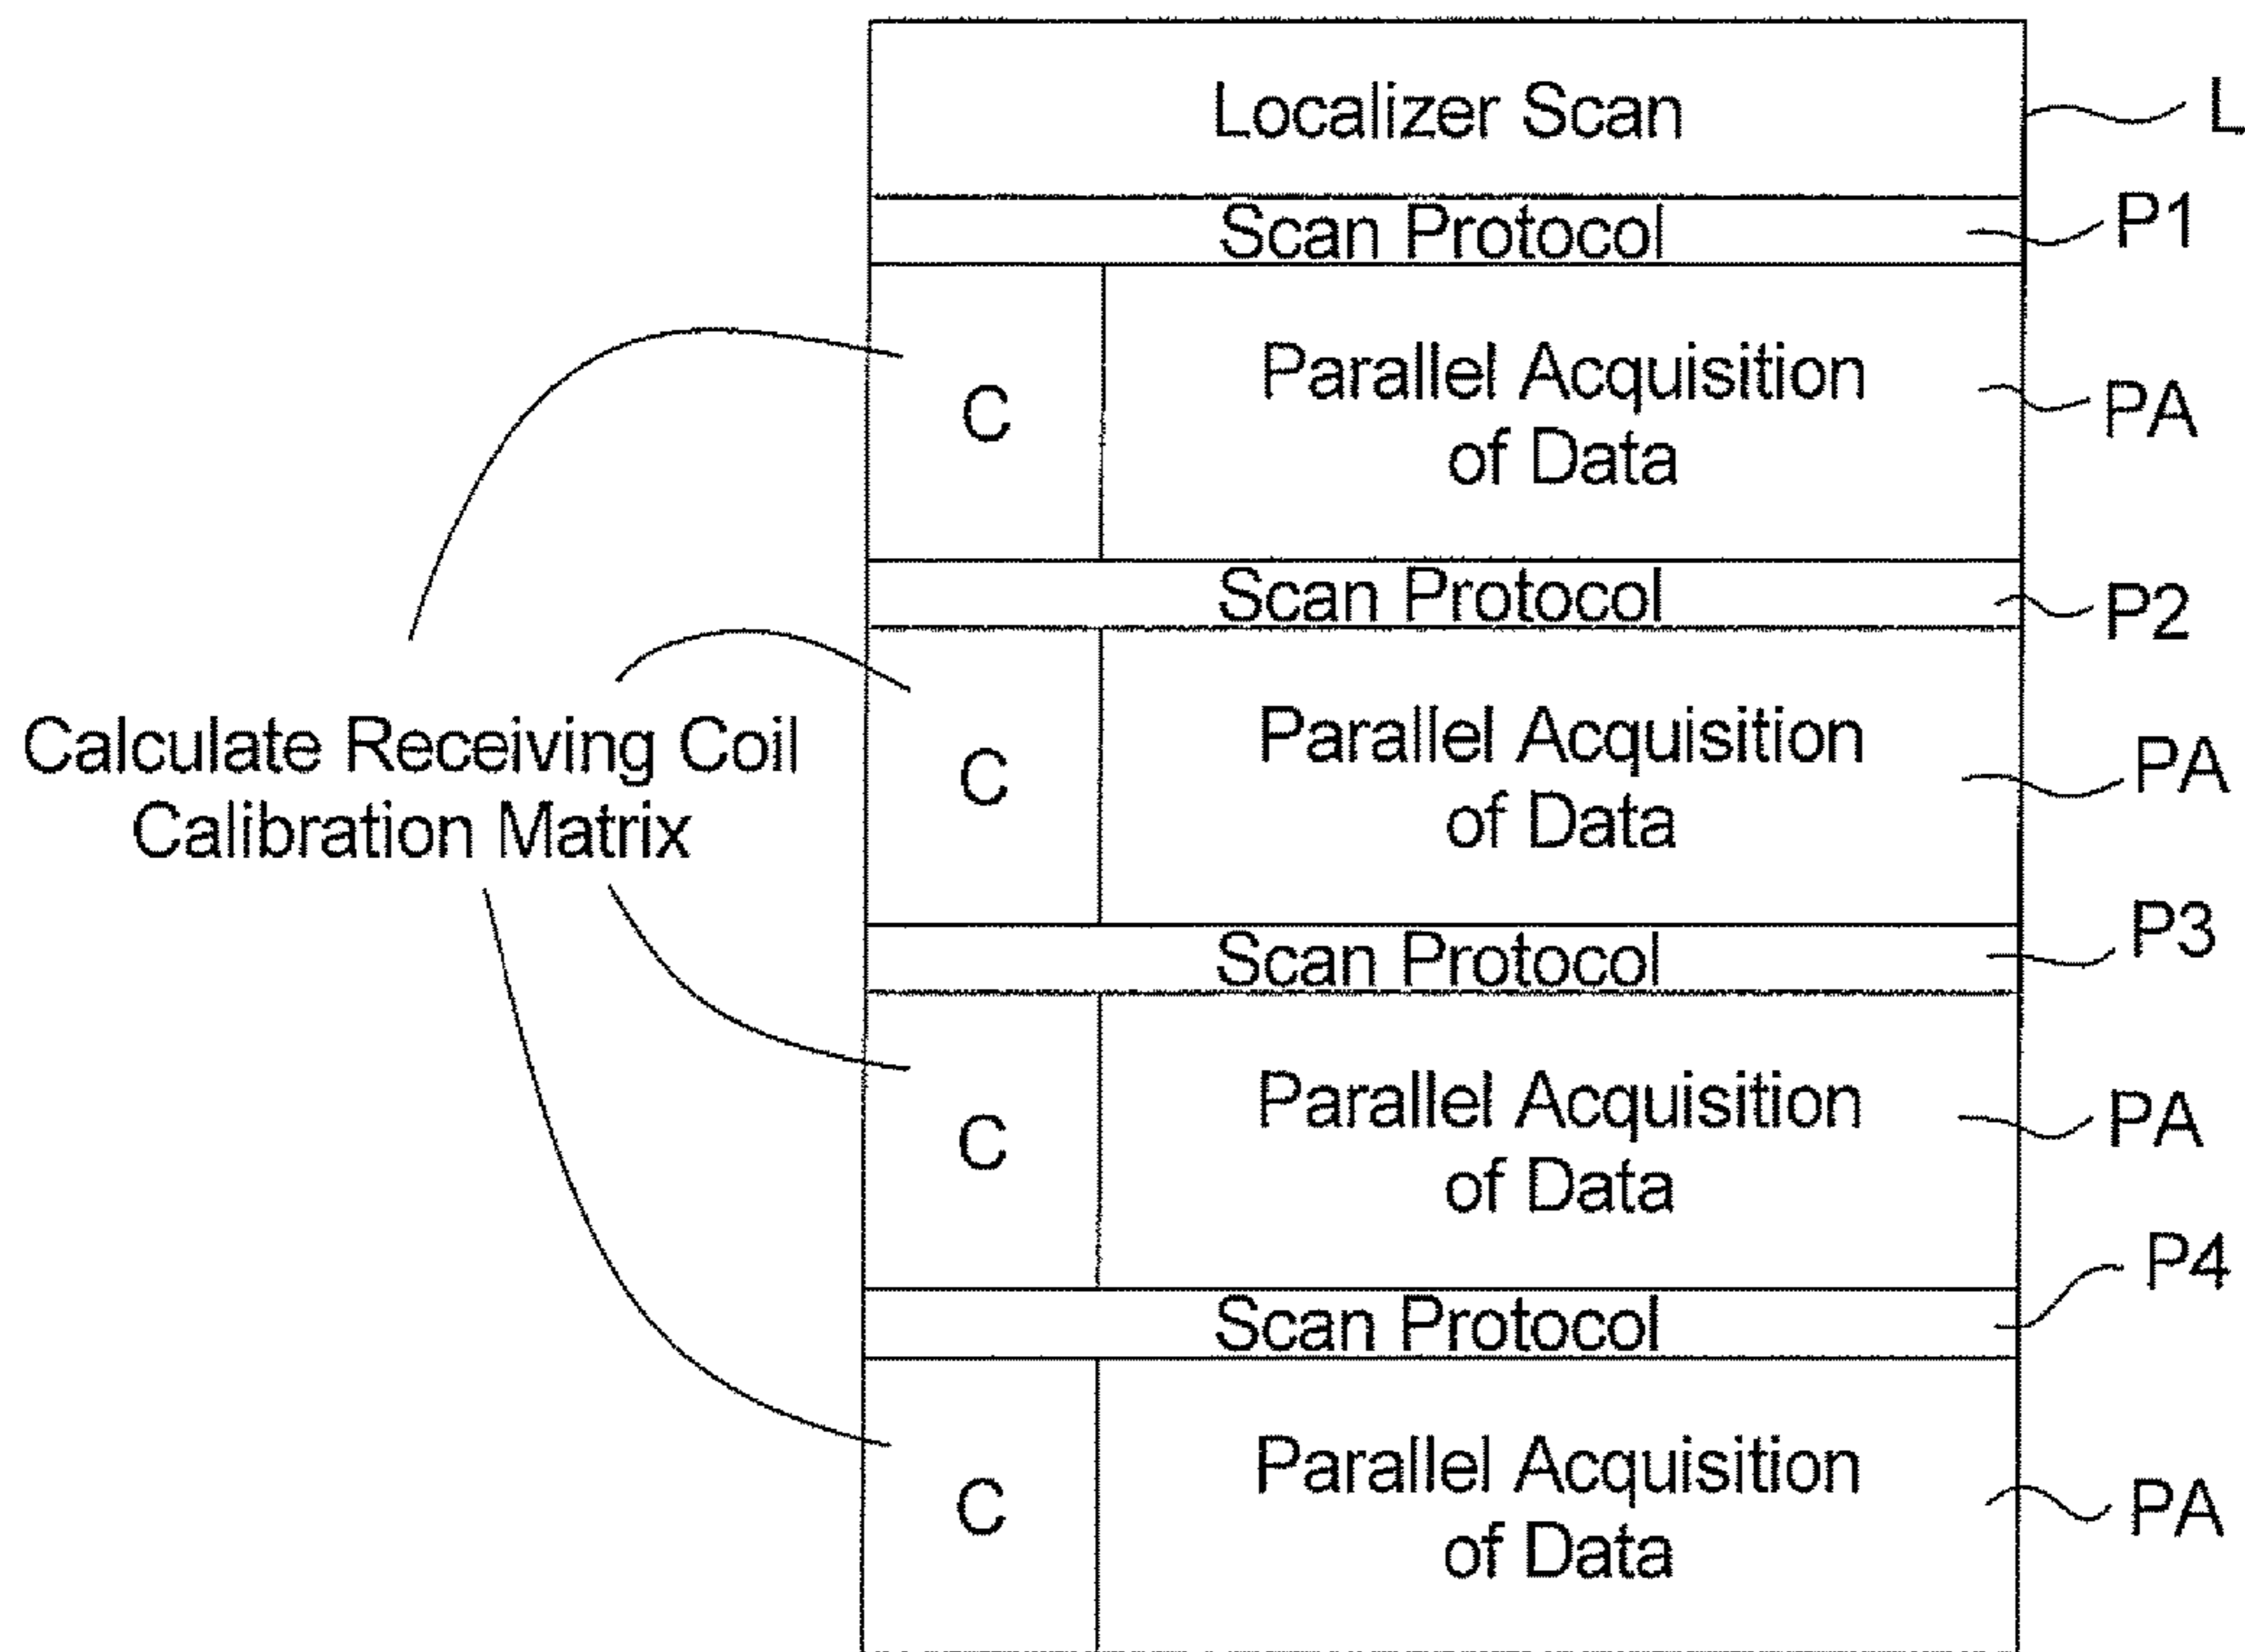 Localizer Scan
L
Scan Protocol
P1
C
Parallel Acquisition
of Data
PA
Scan Protocol
P2
Calculate Receiving Coil
Calibration Matrix
C
Parallel Acquisition
of Data
PA
Scan Protocol
P3
C
Parallel Acquisition
of Data
PA
Scan Protocol
P4
C
Parallel Acquisition
of Data
PA